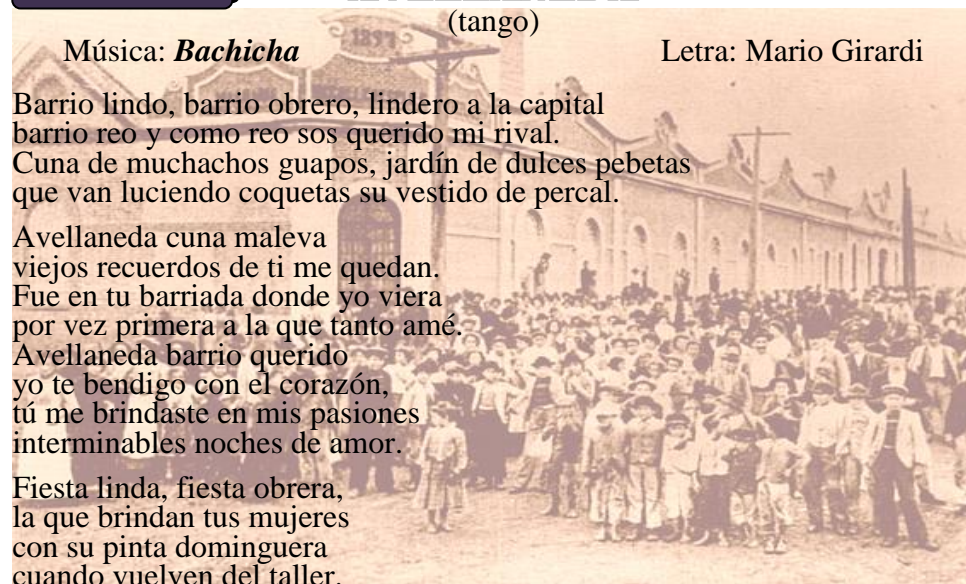 (tango)
Música: Bachicha Letra: Mario Girardi
Barrio lindo, barrio obrero, lindero a la capital
barrio reo y como reo sos querido mi rival.
Cuna de muchachos guapos, jardín de dulces pebetas
que van luciendo coquetas su vestido de percal.
Avellaneda cuna maleva
viejos recuerdos de ti me quedan.
Fue en tu barriada donde yo viera
por vez primera a la que tanto amé.
Avellaneda barrio querido
yo te bendigo con el corazón,
tú me brindaste en mis pasiones
interminables noches de amor.
Fiesta linda, fiesta obrera,
la que brindan tus mujeres
con su pinta dominguera
cuando vuelven del taller.